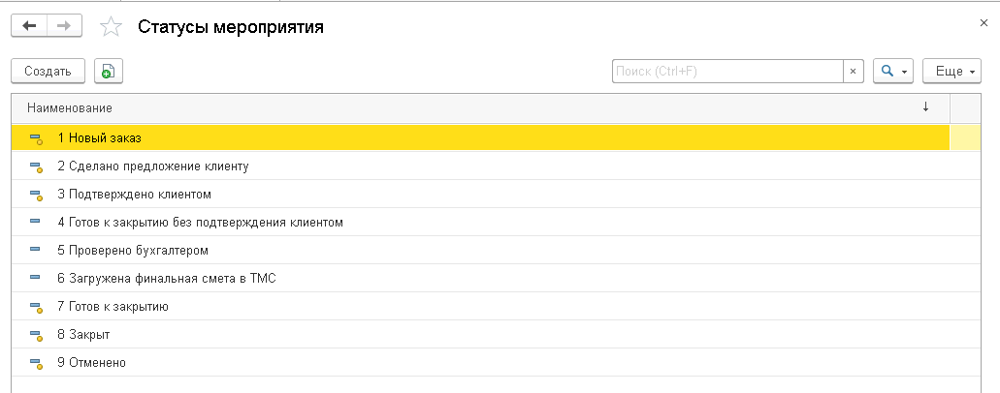 Статусы мероприятия
Создать
Поиск (Ctrl+F)
Еще
Наименование
1 Новый заказ
2 Сделано предложение клиенту
3 Подтверждено клиентом
4 Готов к закрытию без подтверждения клиентом
5 Проверено бухгалтером
6 Загружена финальная смета в ТМС
7 Готов к закрытию
8 Закрыт
9 Отменено